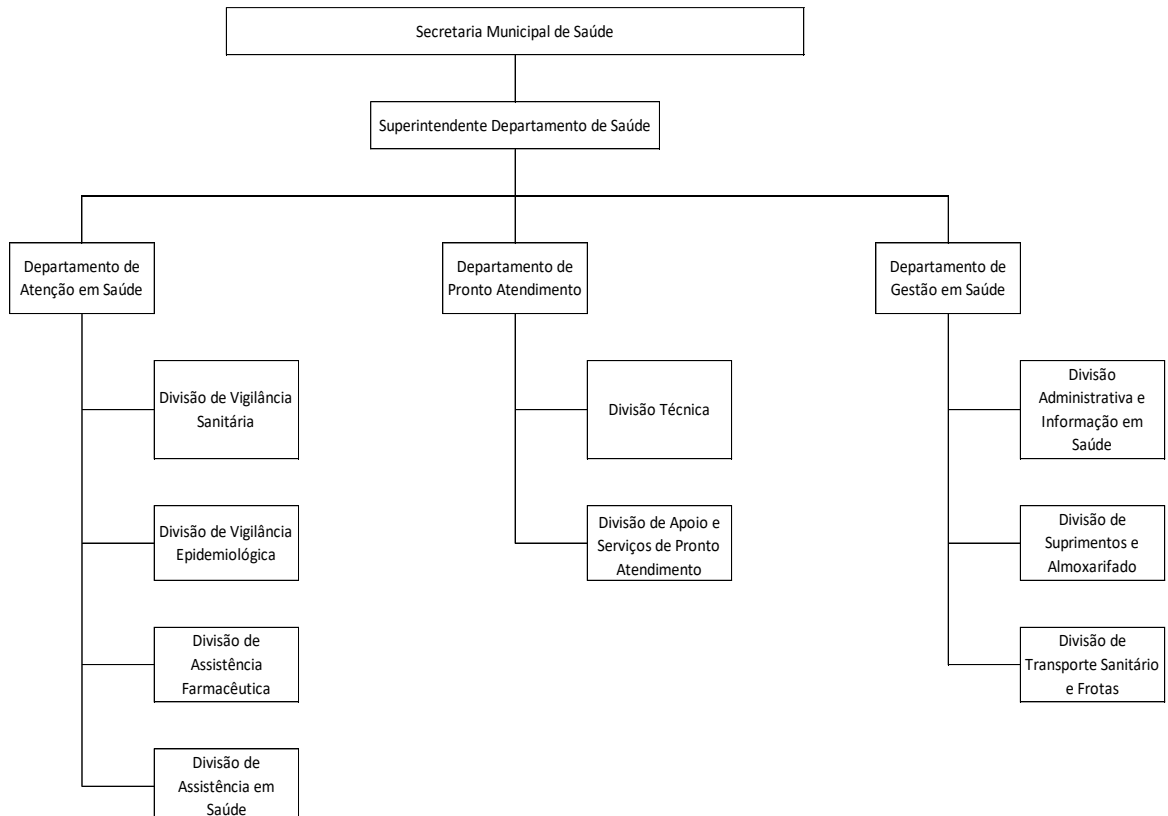 Secretaria Municipal de Saúde
Superintendente Departamento de Saúde
Departamento de
Atenção em Saúde
Departamento de
Pronto Atendimento
Departamento de
Gestão em Saúde
Divisão de Vigilância
Sanitária
Divisão Técnica
Divisão
Administrativa e
Informação em
Saúde
Divisão de Vigilância
Epidemiológica
Divisão de Apoio e
Serviços de Pronto
Atendimento
Divisão de
Suprimentos e
Almoxarifado
Divisão de
Assistência
Farmacêutica
Divisão de
Transporte Sanitário
e Frotas
Divisão de
Assistência em
Saúde